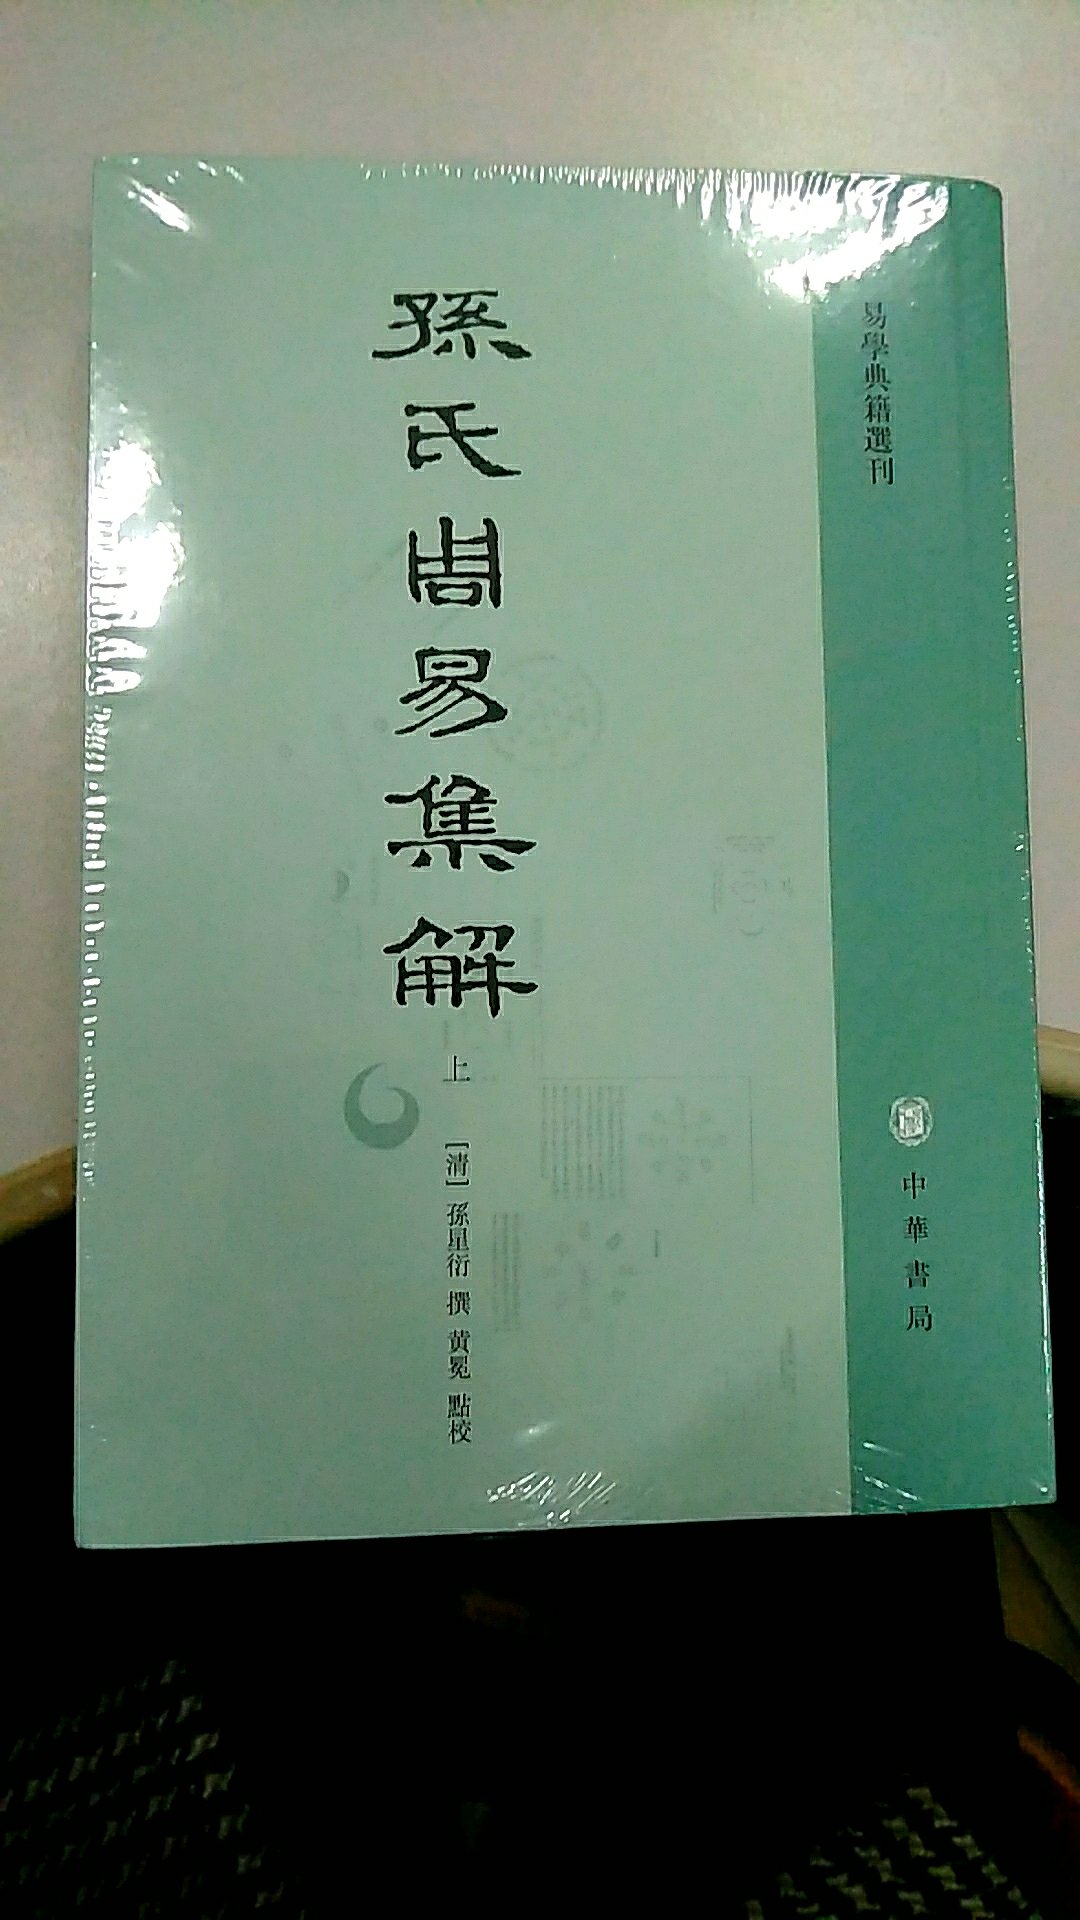 易學典籍選刊
孫氏周易集解
上
[清]孫星衍 撰 黄冕 點校
中華書局